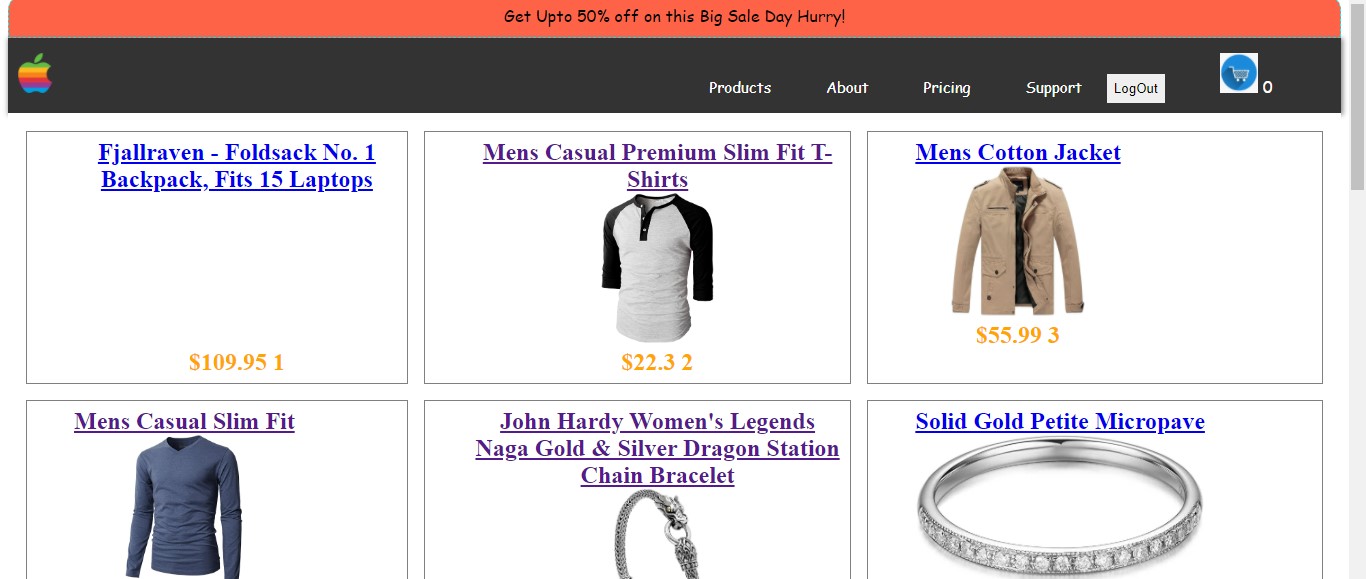 Get Upto 50% off on this Big Sale Day Hurry!
Products About Pricing Support LogOut 0
Fjallraven - Foldsack No. 1
Backpack, Fits 15 Laptops
$109.95 1
Mens Casual Premium Slim Fit T-
Shirts
$22.3 2
Mens Cotton Jacket
$55.99 3
Mens Casual Slim Fit
John Hardy Women's Legends
Naga Gold & Silver Dragon Station
Chain Bracelet
Solid Gold Petite Micropave